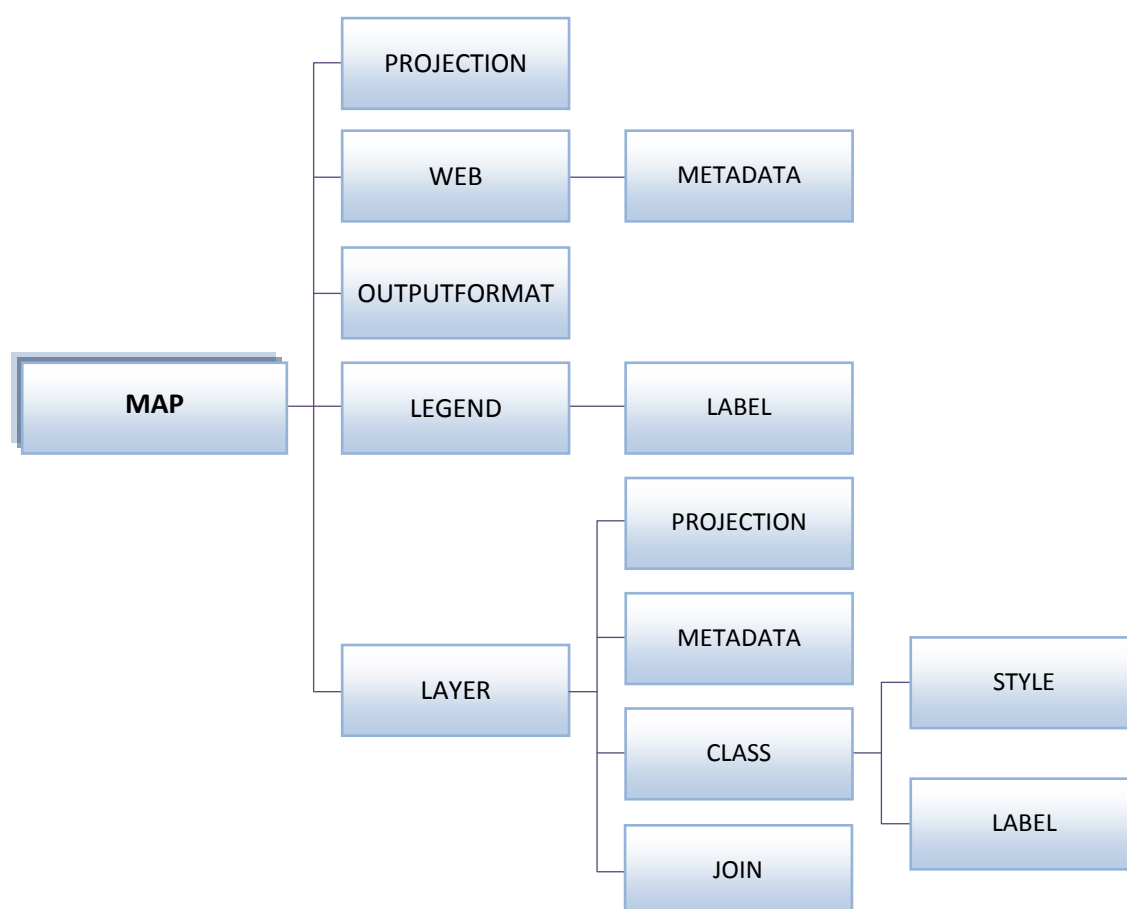 PROJECTION
WEB
METADATA
OUTPUTFORMAT
MAP
LEGEND
LABEL
PROJECTION
METADATA
LAYER
STYLE
CLASS
LABEL
JOIN